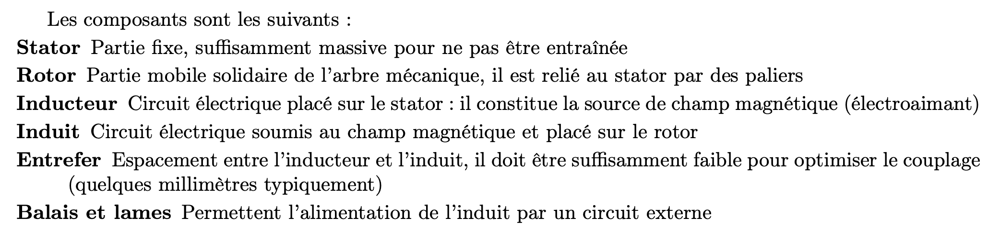 Les composants sont les suivants :
Stator Partie fixe, suffisamment massive pour ne pas être entraînée
Rotor Partie mobile solidaire de l'arbre mécanique, il est relié au stator par des paliers
Inducteur Circuit électrique placé sur le stator : il constitue la source de champ magnétique (électroaimant)
Induit Circuit électrique soumis au champ magnétique et placé sur le rotor
Entrefer Espacement entre l'inducteur et l'induit, il doit être suffisamment faible pour optimiser le couplage
(quelques millimètres typiquement)
Balais et lames Permettent l'alimentation de l'induit par un circuit externe